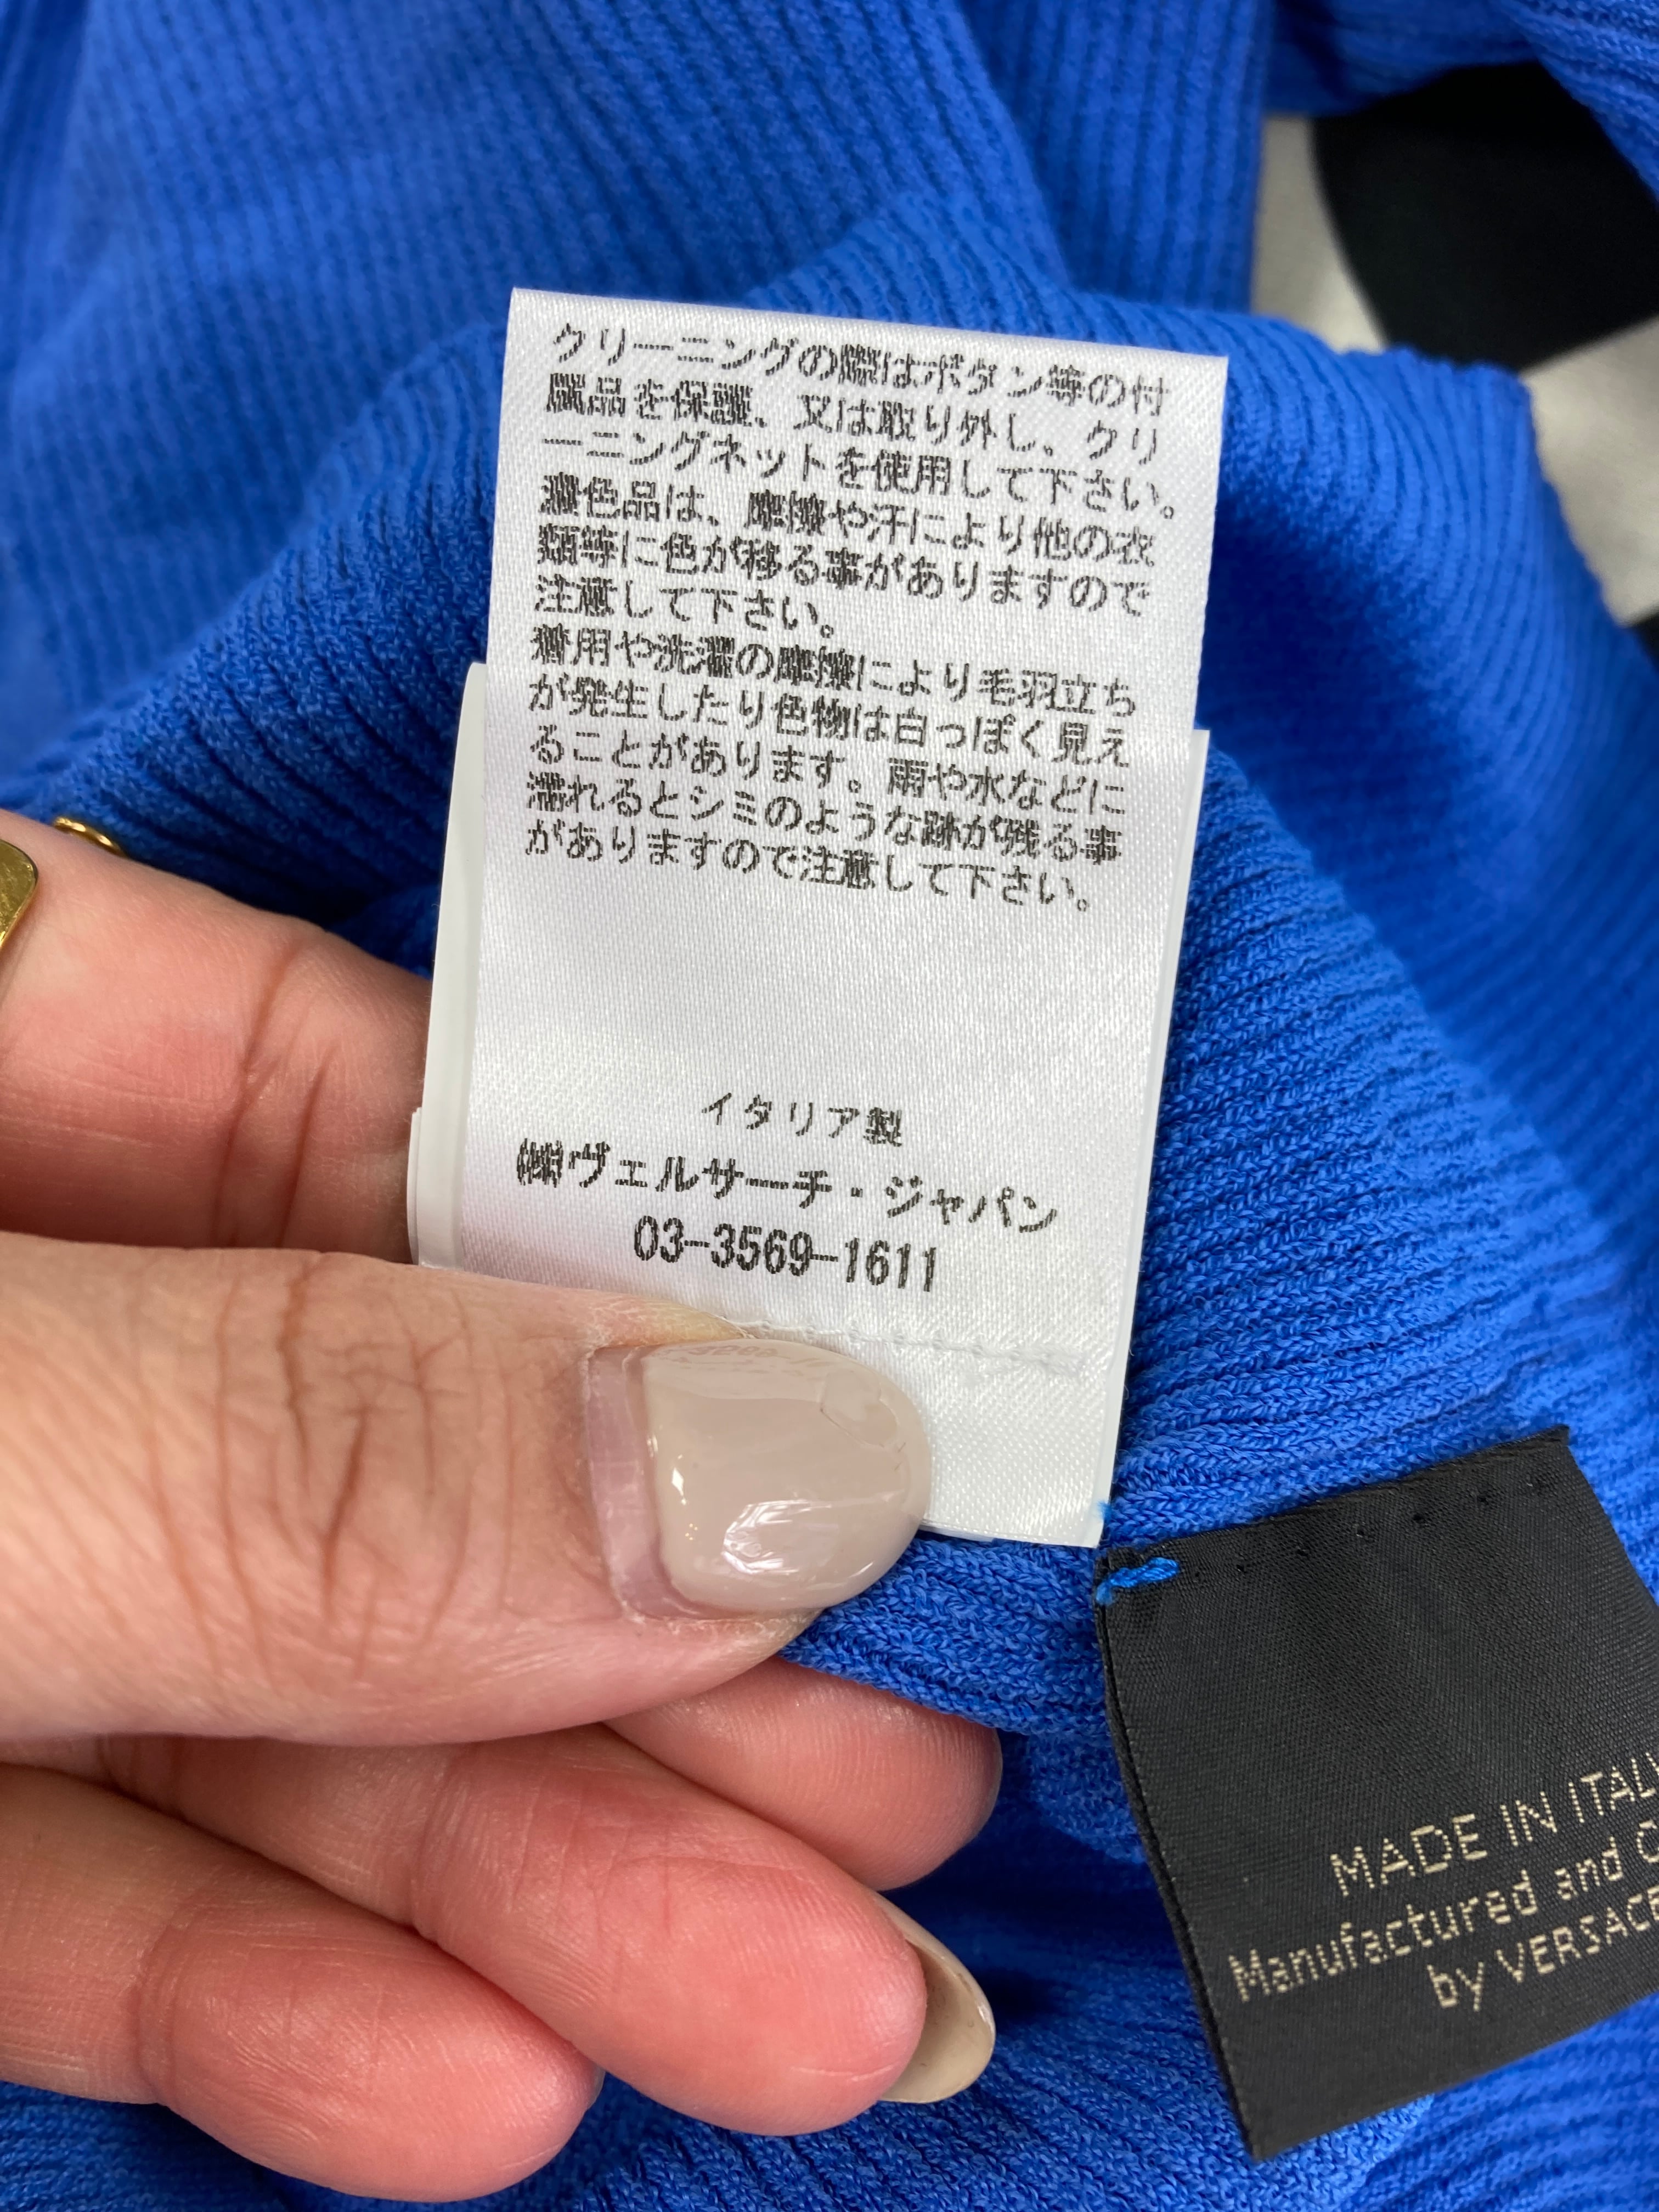 クリーニングの際はボタン等の付
属品を保護、又は取り外し、クリ
ーニングネットを使用して下さい。
濃色品は、摩擦や汗により他の衣
類等に色が移る事がありますので
注意して下さい。
着用や洗濯の摩擦により毛羽立ち
が発生したり色物は白っぽく見え
ることがあります。雨や水などに
濡れるとシミのような跡が残る事
がありますので注意して下さい。
イタリア製
㈱ヴェルサーチ・ジャパン
03-3569-1611
MADE IN ITALY
Manufactured and
by VERSACE